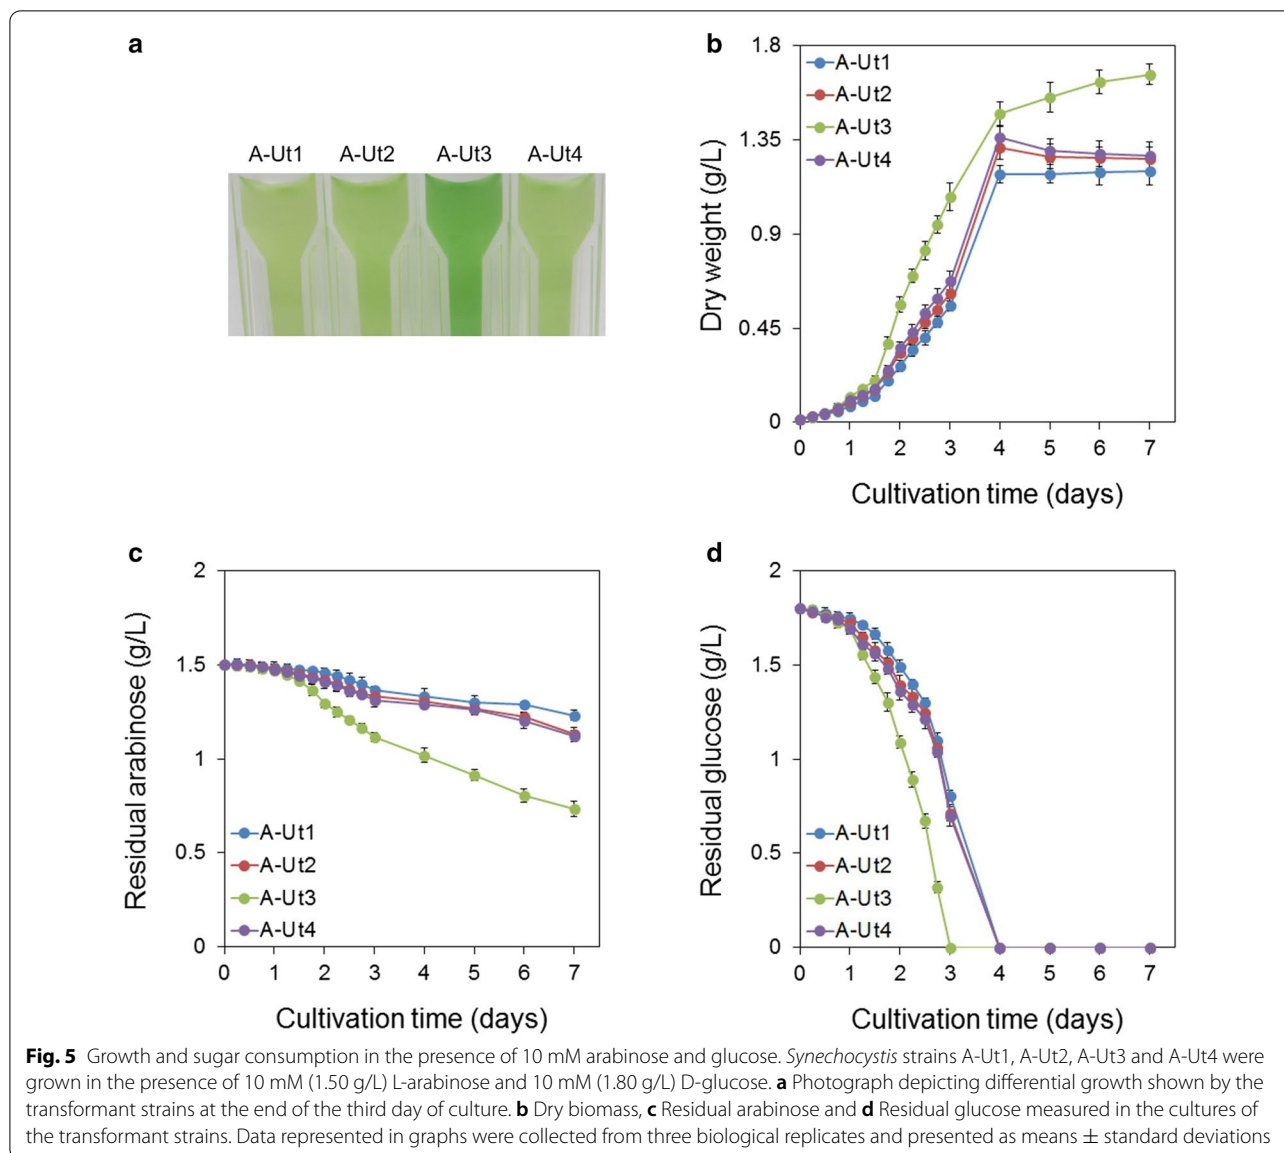 a
A-Ut1 A-Ut2 A-Ut3 A-Ut4
b
1.8
1.35
0.9
0.45
0
A-Ut1
A-Ut2
A-Ut3
A-Ut4
Dry weight (g/L)
0 1 2 3 4 5 6 7
Cultivation time (days)
c
2
1.5
1
0.5
0
Residual arabinose (g/L)
A-Ut1
A-Ut2
A-Ut3
A-Ut4
0 1 2 3 4 5 6 7
Cultivation time (days)
d
2
1.5
1
0.5
0
Residual glucose (g/L)
A-Ut1
A-Ut2
A-Ut3
A-Ut4
0 1 2 3 4 5 6 7
Cultivation time (days)
Fig. 5 Growth and sugar consumption in the presence of 10 mM arabinose and glucose. Synechocystis strains A-Ut1, A-Ut2, A-Ut3 and A-Ut4 were
grown in the presence of 10 mM (1.50 g/L) L-arabinose and 10 mM (1.80 g/L) D-glucose. a Photograph depicting differential growth shown by the
transformant strains at the end of the third day of culture. b Dry biomass, c Residual arabinose and d Residual glucose measured in the cultures of
the transformant strains. Data represented in graphs were collected from three biological replicates and presented as means ± standard deviations